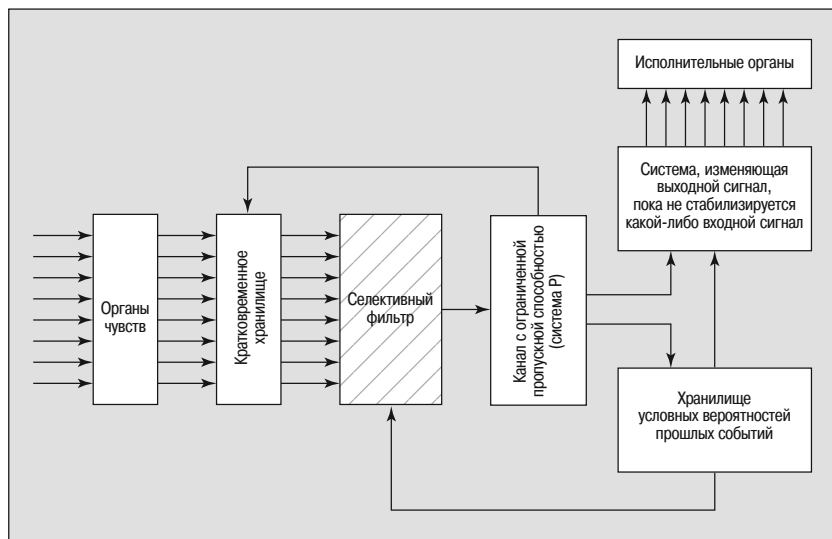 Исполнительные органы
Система, изменяющая
выходной сигнал,
пока не стабилизируется
какой-либо входной сигнал
Органы
чувств
Кратковременное
хранилище
Селективный
фильтр
Канал с ограниченной
пропускной способностью
(система P)
Хранилище
условных вероятностей
прошлых событий